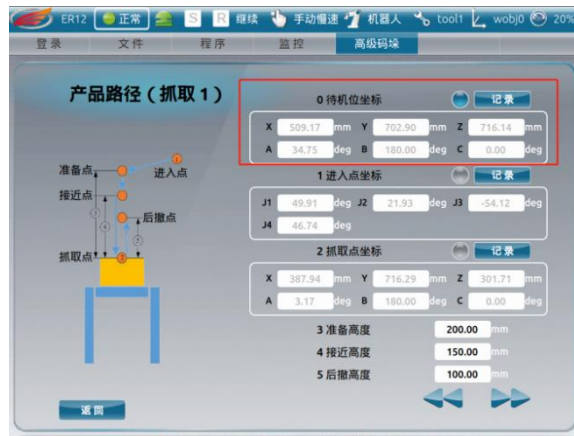 ER12 正常 S R 继续 手动慢速 机器人 tool1 wobj0 20%
登录 文件 程序 监控 高级码垛
产品路径（抓取1）
0 待机位坐标 记录
X 509.17 mm Y 702.90 mm Z 716.14 mm
A 34.75 deg B 180.00 deg C 0.00 deg
1 进入点坐标 记录
J1 49.91 deg J2 21.93 deg J3 -54.12 deg
J4 46.74 deg
2 抓取点坐标 记录
X 387.94 mm Y 716.29 mm Z 301.71 mm
A 3.17 deg B 180.00 deg C 0.00 deg
3 准备高度 200.00 mm
4 接近高度 150.00 mm
5 后撤高度 100.00 mm
准备点 进入点
接近点
后撤点
抓取点
返回